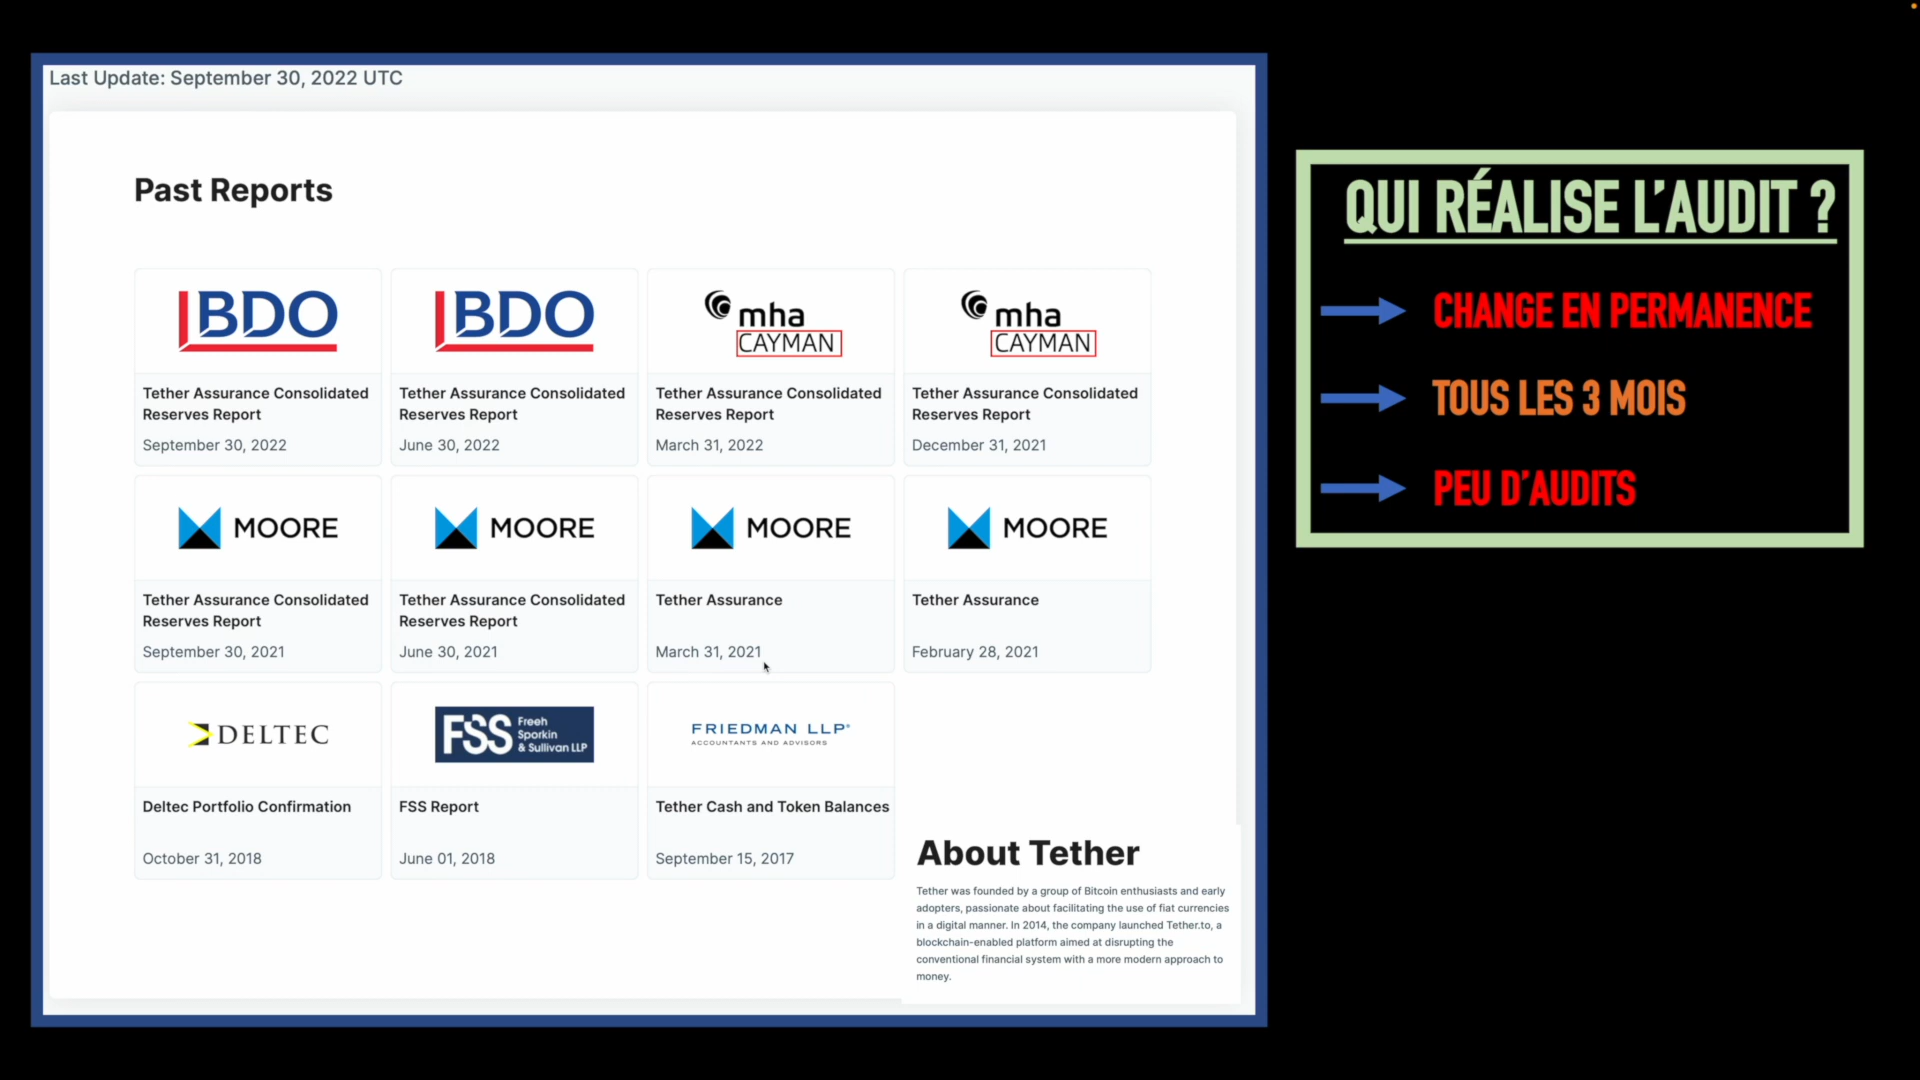 Last Update: September 30, 2022 UTC
Past Reports
BDO
BDO
mha
CAYMAN
mha
CAYMAN
Tether Assurance Consolidated
Reserves Report
September 30, 2022
Tether Assurance Consolidated
Reserves Report
June 30, 2022
Tether Assurance Consolidated
Reserves Report
March 31, 2022
Tether Assurance Consolidated
Reserves Report
December 31, 2021
MOORE
MOORE
MOORE
MOORE
Tether Assurance Consolidated
Reserves Report
September 30, 2021
Tether Assurance Consolidated
Reserves Report
June 30, 2021
Tether Assurance
March 31, 2021
Tether Assurance
February 28, 2021
DELTEC
FSS Freeh
Sporkin
& Sullivan LLP
FRIEDMAN LLP®
ACCOUNTANTS AND ADVISORS
Deltec Portfolio Confirmation
October 31, 2018
FSS Report
June 01, 2018
Tether Cash and Token Balances
September 15, 2017
About Tether
Tether was founded by a group of Bitcoin enthusiasts and early
adopters, passionate about facilitating the use of fiat currencies
in a digital manner. In 2014, the company launched Tether.to, a
blockchain-enabled platform aimed at disrupting the
conventional financial system with a more modern approach to
money.
QUI RÉALISE L'AUDIT ?
CHANGE EN PERMANENCE
TOUS LES 3 MOIS
PEU D'AUDITS